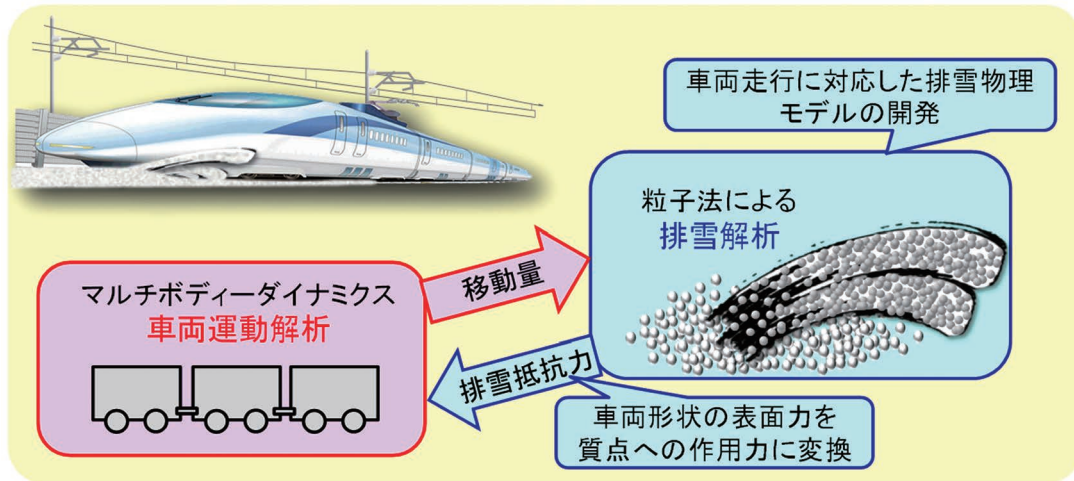 車両走行に対応した排雪物理
モデルの開発
粒子法による
排雪解析
移動量
マルチボディーダイナミクス
車両運動解析
排雪抵抗力
車両形状の表面力を
質点への作用力に変換